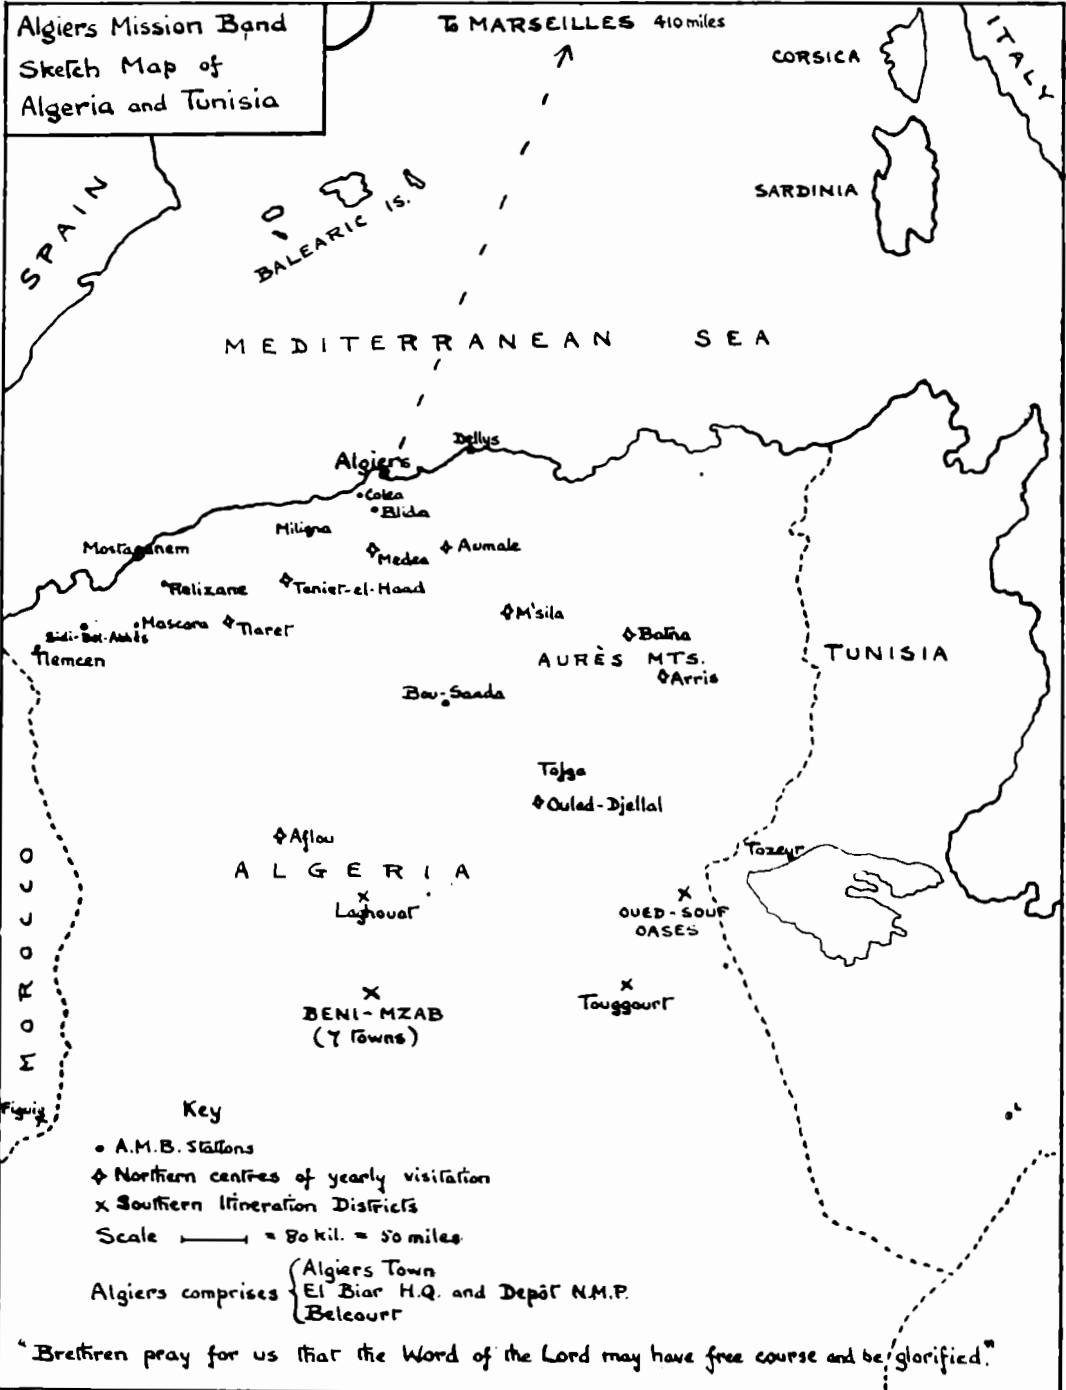 Algiers Mission Band
Sketch Map of
Algeria and Tunisia
To MARSEILLES 410 miles
CORSICA
ITALY
SARDINIA
SPAIN
BALEARIC IS.
MEDITERRANEAN SEA
Dellys
Algiers
Colea
Blida
Miliana
Mostaganem
Medea
Aumale
Relizane
Teniet-el-Haad
M'sila
Mascara
Tiaret
Sidi-Bel-Abbès
Tlemcen
Batna
AURÈS MTS.
Arris
TUNISIA
Bou-Saada
Tolga
Ouled-Djellal
Aflou
Tozeur
ALGERIA
Laghouat
OUED-SOUF
OASES
MOROCCO
BENI-MZAB
(7 Towns)
Touggourt
Figuig
Key
A.M.B. Stations
Northern centres of yearly visitation
x Southern Itineration Districts
Scale = 80 kil. = 50 miles
Algiers comprises
Algiers Town
El Biar H.Q. and Depôt N.M.P.
Belcourt
"Brethren pray for us that the Word of the Lord may have free course and be glorified."